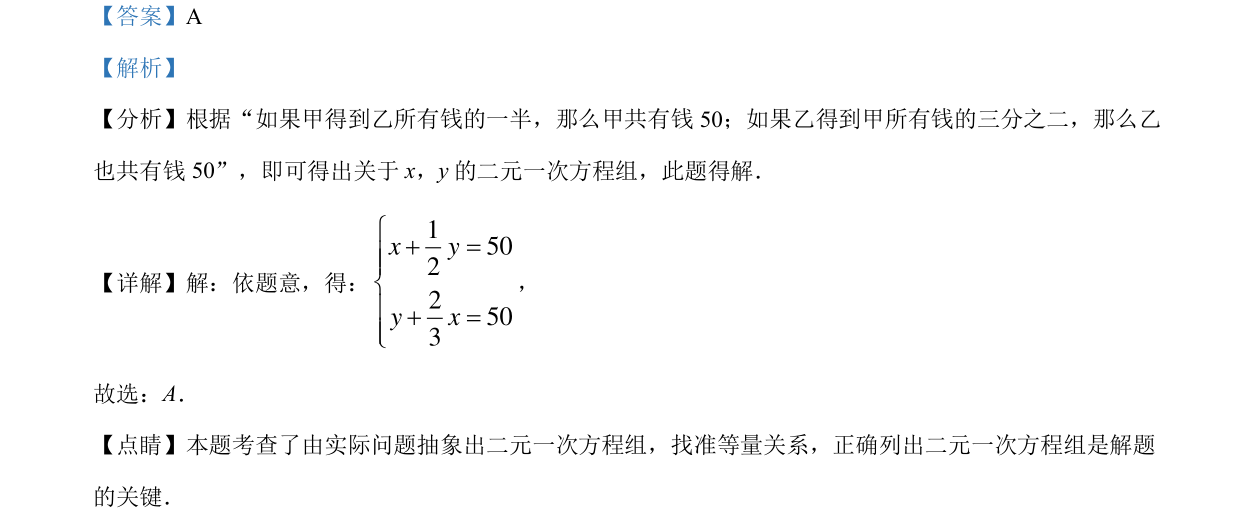 【答案】A
【解析】
【分析】根据“如果甲得到乙所有钱的一半，那么甲共有钱 50；如果乙得到甲所有钱的三分之二，那么乙
也共有钱 50”，即可得出关于 x，y 的二元一次方程组，此题得解．
【详解】解：依题意，得：{x+1/2 y=50
y+2/3 x=50，
故选：A．
【点睛】本题考查了由实际问题抽象出二元一次方程组，找准等量关系，正确列出二元一次方程组是解题
的关键．